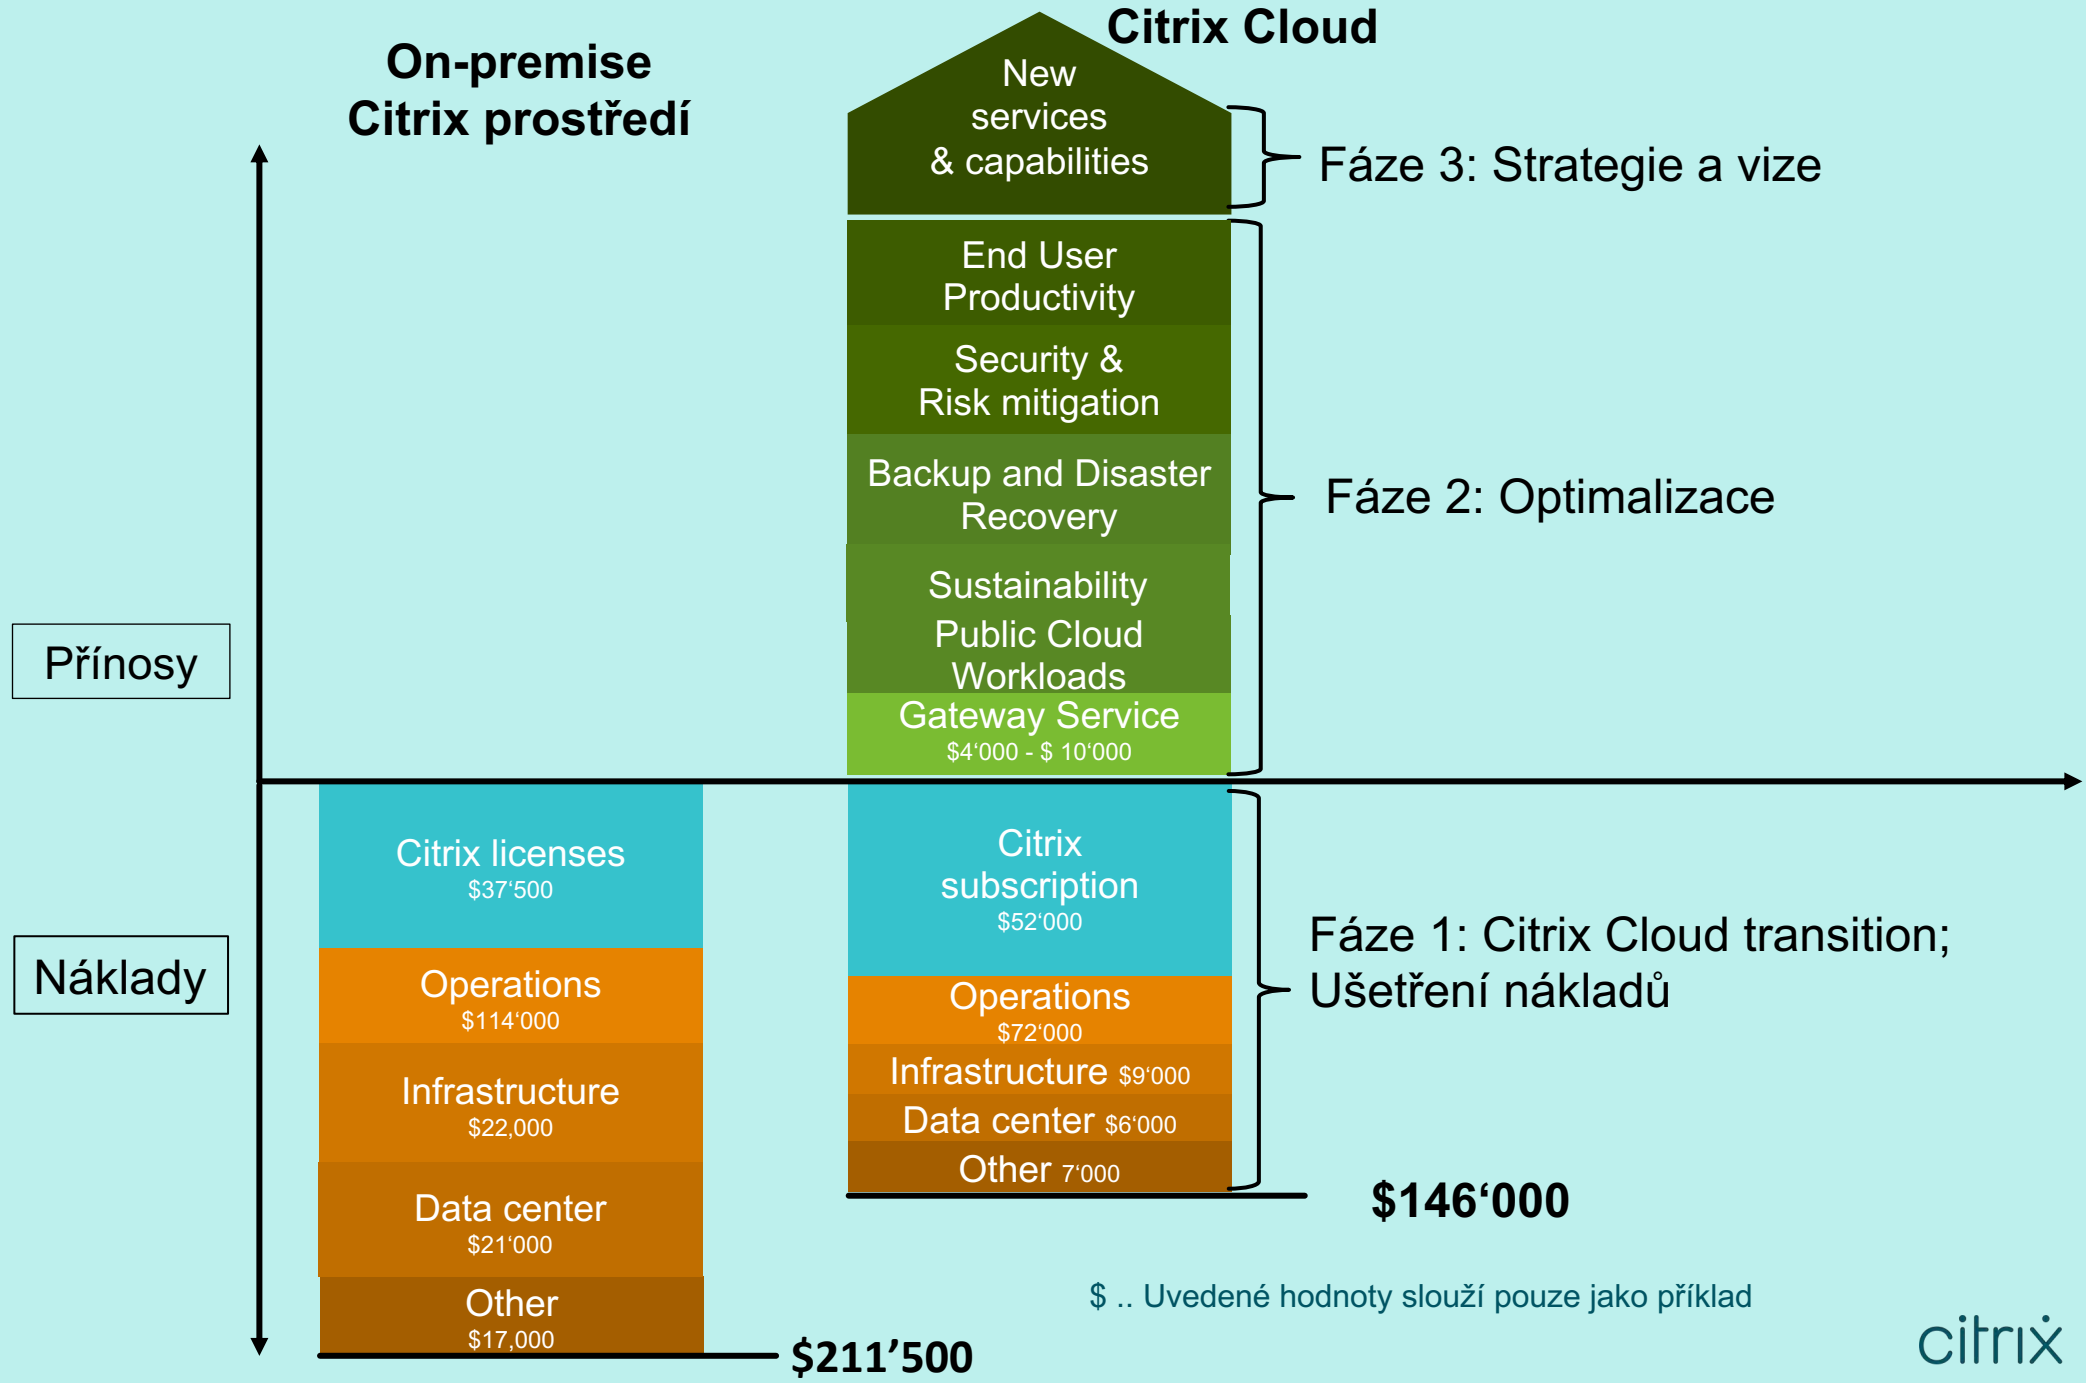 On-premise
Citrix prostředí
Citrix Cloud
New
services
& capabilities
Fáze 3: Strategie a vize
End User
Productivity
Security &
Risk mitigation
Backup and Disaster
Recovery
Fáze 2: Optimalizace
Sustainability
Public Cloud
Workloads
Gateway Service
$4‘000 - $ 10‘000
Přínosy
Náklady
Citrix licenses
$37‘500
Operations
$114‘000
Infrastructure
$22,000
Data center
$21‘000
Other
$17,000
$211’500
Citrix
subscription
$52‘000
Operations
$72‘000
Infrastructure $9‘000
Data center $6‘000
Other 7‘000
Fáze 1: Citrix Cloud transition;
Ušetření nákladů
$146‘000
$ .. Uvedené hodnoty slouží pouze jako příklad
citrix